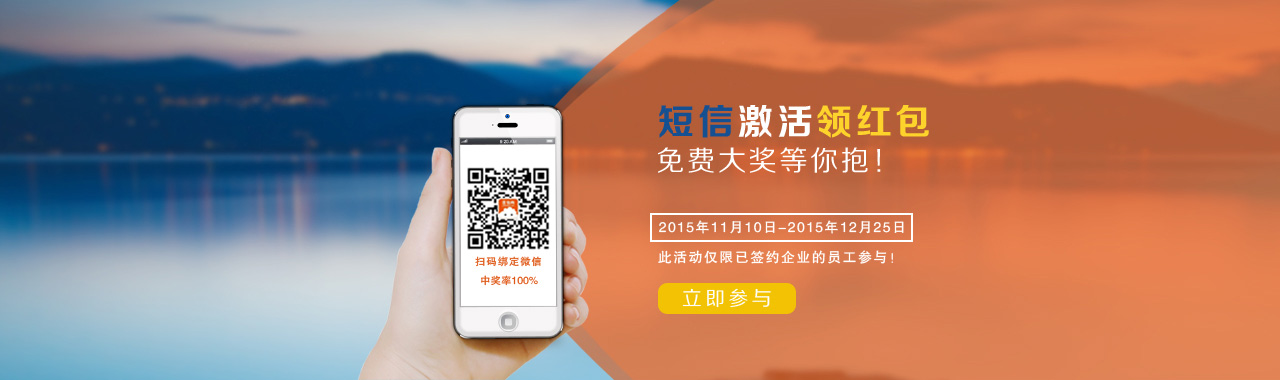 短信激活领红包
免费大奖等你抱！
2015年11月10日-2015年12月25日
此活动仅限已签约企业的员工参与！
立即参与
9:20 AM
扫码绑定微信
中奖率100%